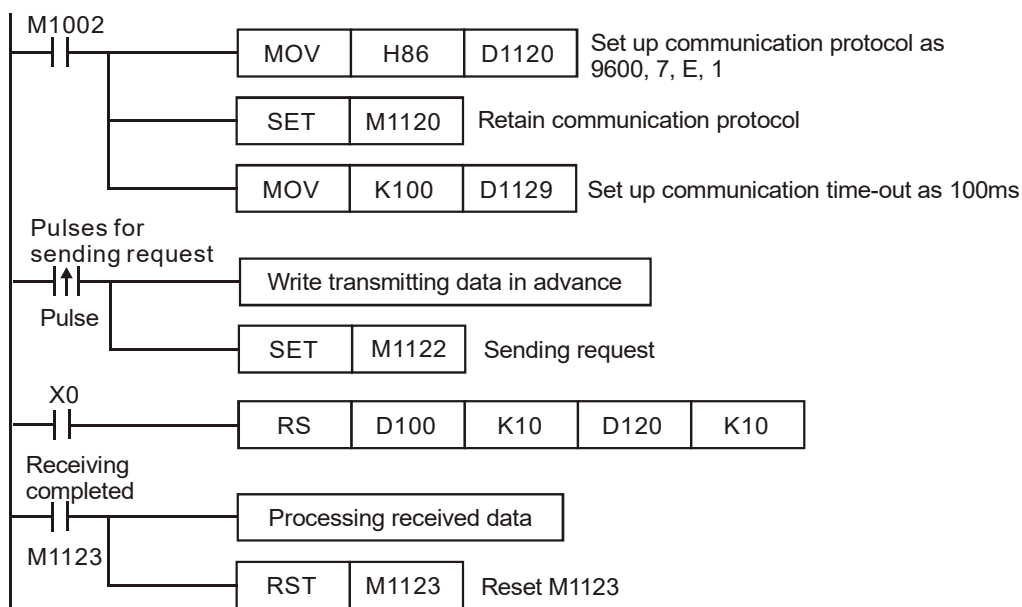 M1002
MOV H86 D1120 Set up communication protocol as
9600, 7, E, 1
SET M1120 Retain communication protocol
MOV K100 D1129 Set up communication time-out as 100ms
Pulses for
sending request
Write transmitting data in advance
Pulse
SET M1122 Sending request
X0
RS D100 K10 D120 K10
Receiving
completed
Processing received data
M1123
RST M1123 Reset M1123